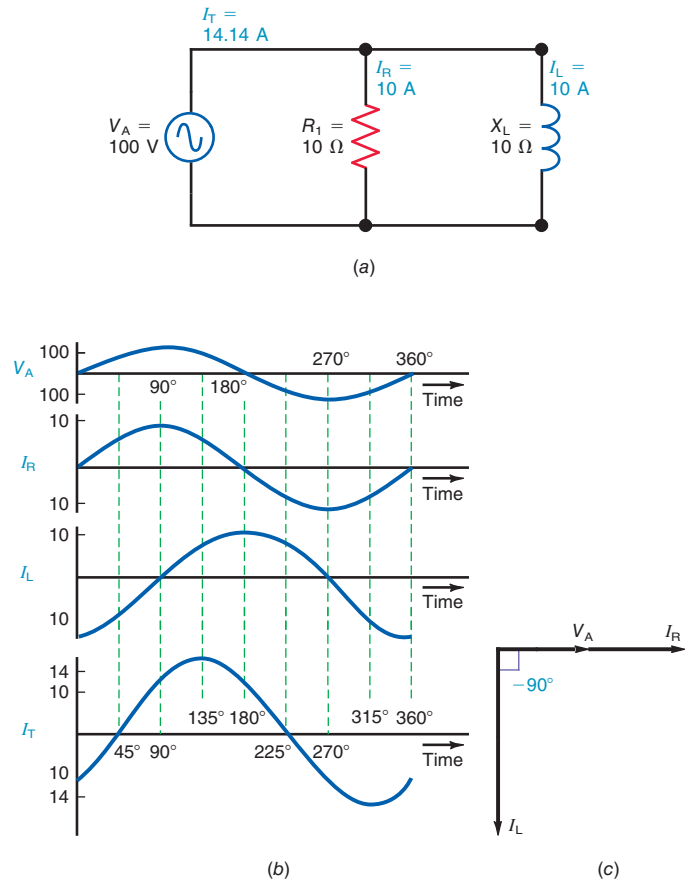 I_T =
14.14 A
I_R =
10 A
I_L =
10 A
V_A =
100 V
R_1 =
10 Ω
X_L =
10 Ω
(a)
V_A
100
100
90°
180°
270°
360°
Time
I_R
10
10
Time
I_L
10
10
Time
I_T
14
10
10
14
45°
90°
135°
180°
225°
270°
315°
360°
Time
(b)
V_A
I_R
−90°
I_L
(c)